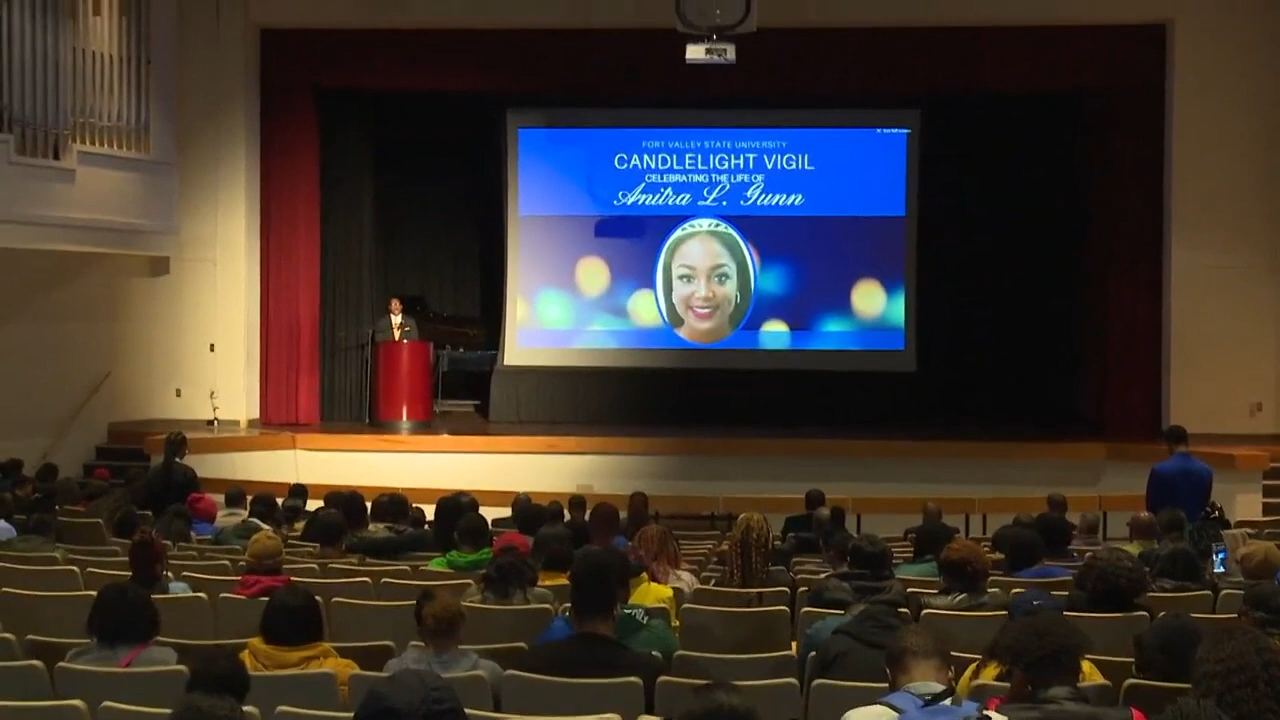 FORT VALLEY STATE UNIVERSITY
CANDLELIGHT VIGIL
CELEBRATING THE LIFE OF
Anitra L. Gunn